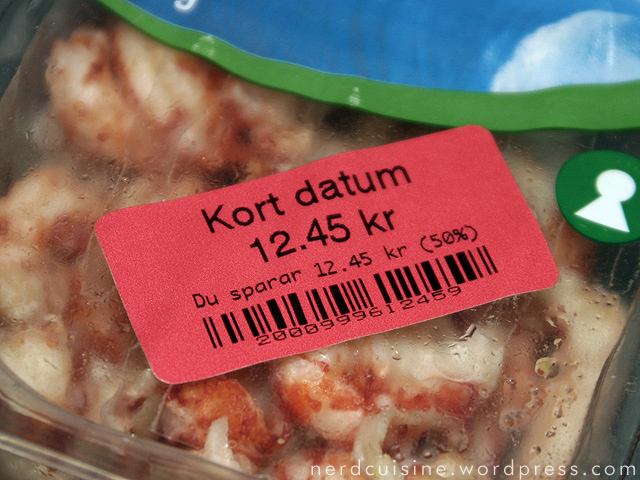 Kort datum
12.45 kr
Du sparar 12.45 kr (50%)
2000999612459
nerdcuisine.wordpress.com